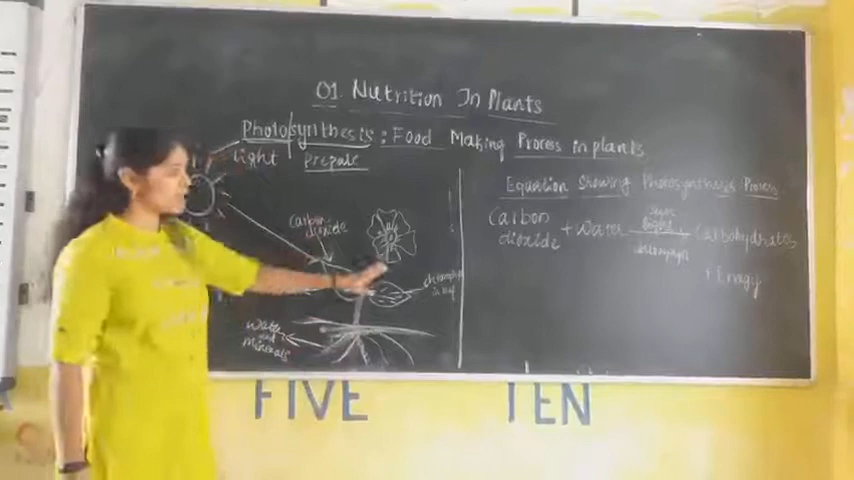 01. Nutrition In Plants
Photosynthesis : Food Making Process in plants
light prepare
Carbon
dioxide
chlorophyll
in leaf
Water
and
Minerals
Equation Showing Photosynthesis Process
Carbon
dioxide + Water
chlorophyll
Carbohydrates
+ Energy
FIVE TEN